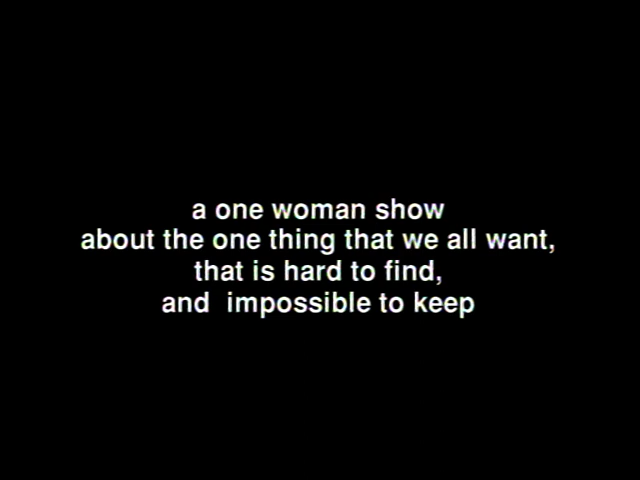 a one woman show
about the one thing that we all want,
that is hard to find,
and  impossible to keep